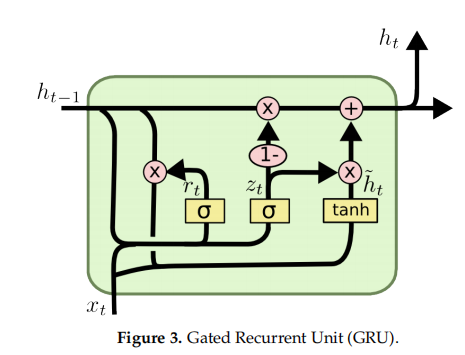 h_t
h_{t-1}
x +
1-
x r_t z_t x h̃_t
σ σ tanh
x_t
Figure 3. Gated Recurrent Unit (GRU).